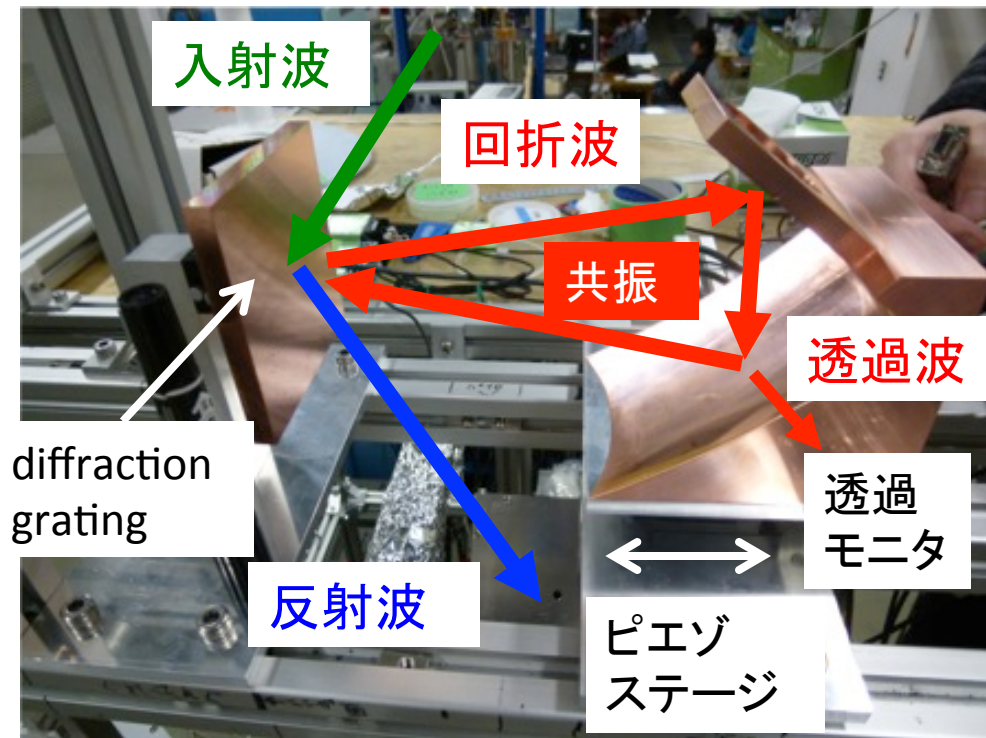 入射波
回折波
共振
透過波
diffraction
grating
透過
モニタ
反射波
ピエゾ
ステージ